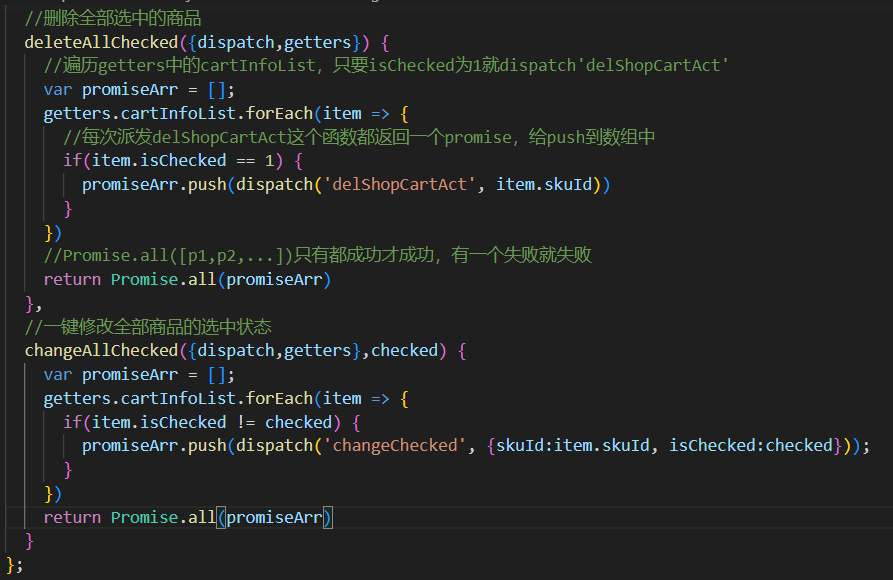 //删除全部选中的商品
deleteAllChecked({dispatch,getters}) {
//遍历getters中的cartInfoList，只要isChecked为1就dispatch'delShopCartAct'
var promiseArr = [];
getters.cartInfoList.forEach(item => {
//每次派发delShopCartAct这个函数都返回一个promise，给push到数组中
if(item.isChecked == 1) {
promiseArr.push(dispatch('delShopCartAct', item.skuId))
}
})
//Promise.all([p1,p2,...])只有都成功才成功，有一个失败就失败
return Promise.all(promiseArr)
},
//一键修改全部商品的选中状态
changeAllChecked({dispatch,getters},checked) {
var promiseArr = [];
getters.cartInfoList.forEach(item => {
if(item.isChecked != checked) {
promiseArr.push(dispatch('changeChecked', {skuId:item.skuId, isChecked:checked}));
}
})
return Promise.all(promiseArr)
}
};